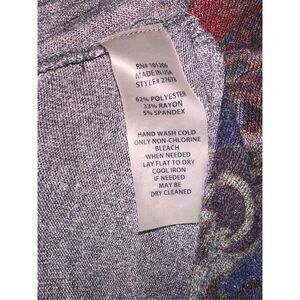 RN# 101206
MADE IN USA
STYLE# 27678
62% POLYESTER
33% RAYON
5% SPANDEX
HAND WASH COLD
ONLY NON-CHLORINE
BLEACH
WHEN NEEDED
LAY FLAT TO DRY
COOL IRON
IF NEEDED
MAY BE
DRY CLEANED